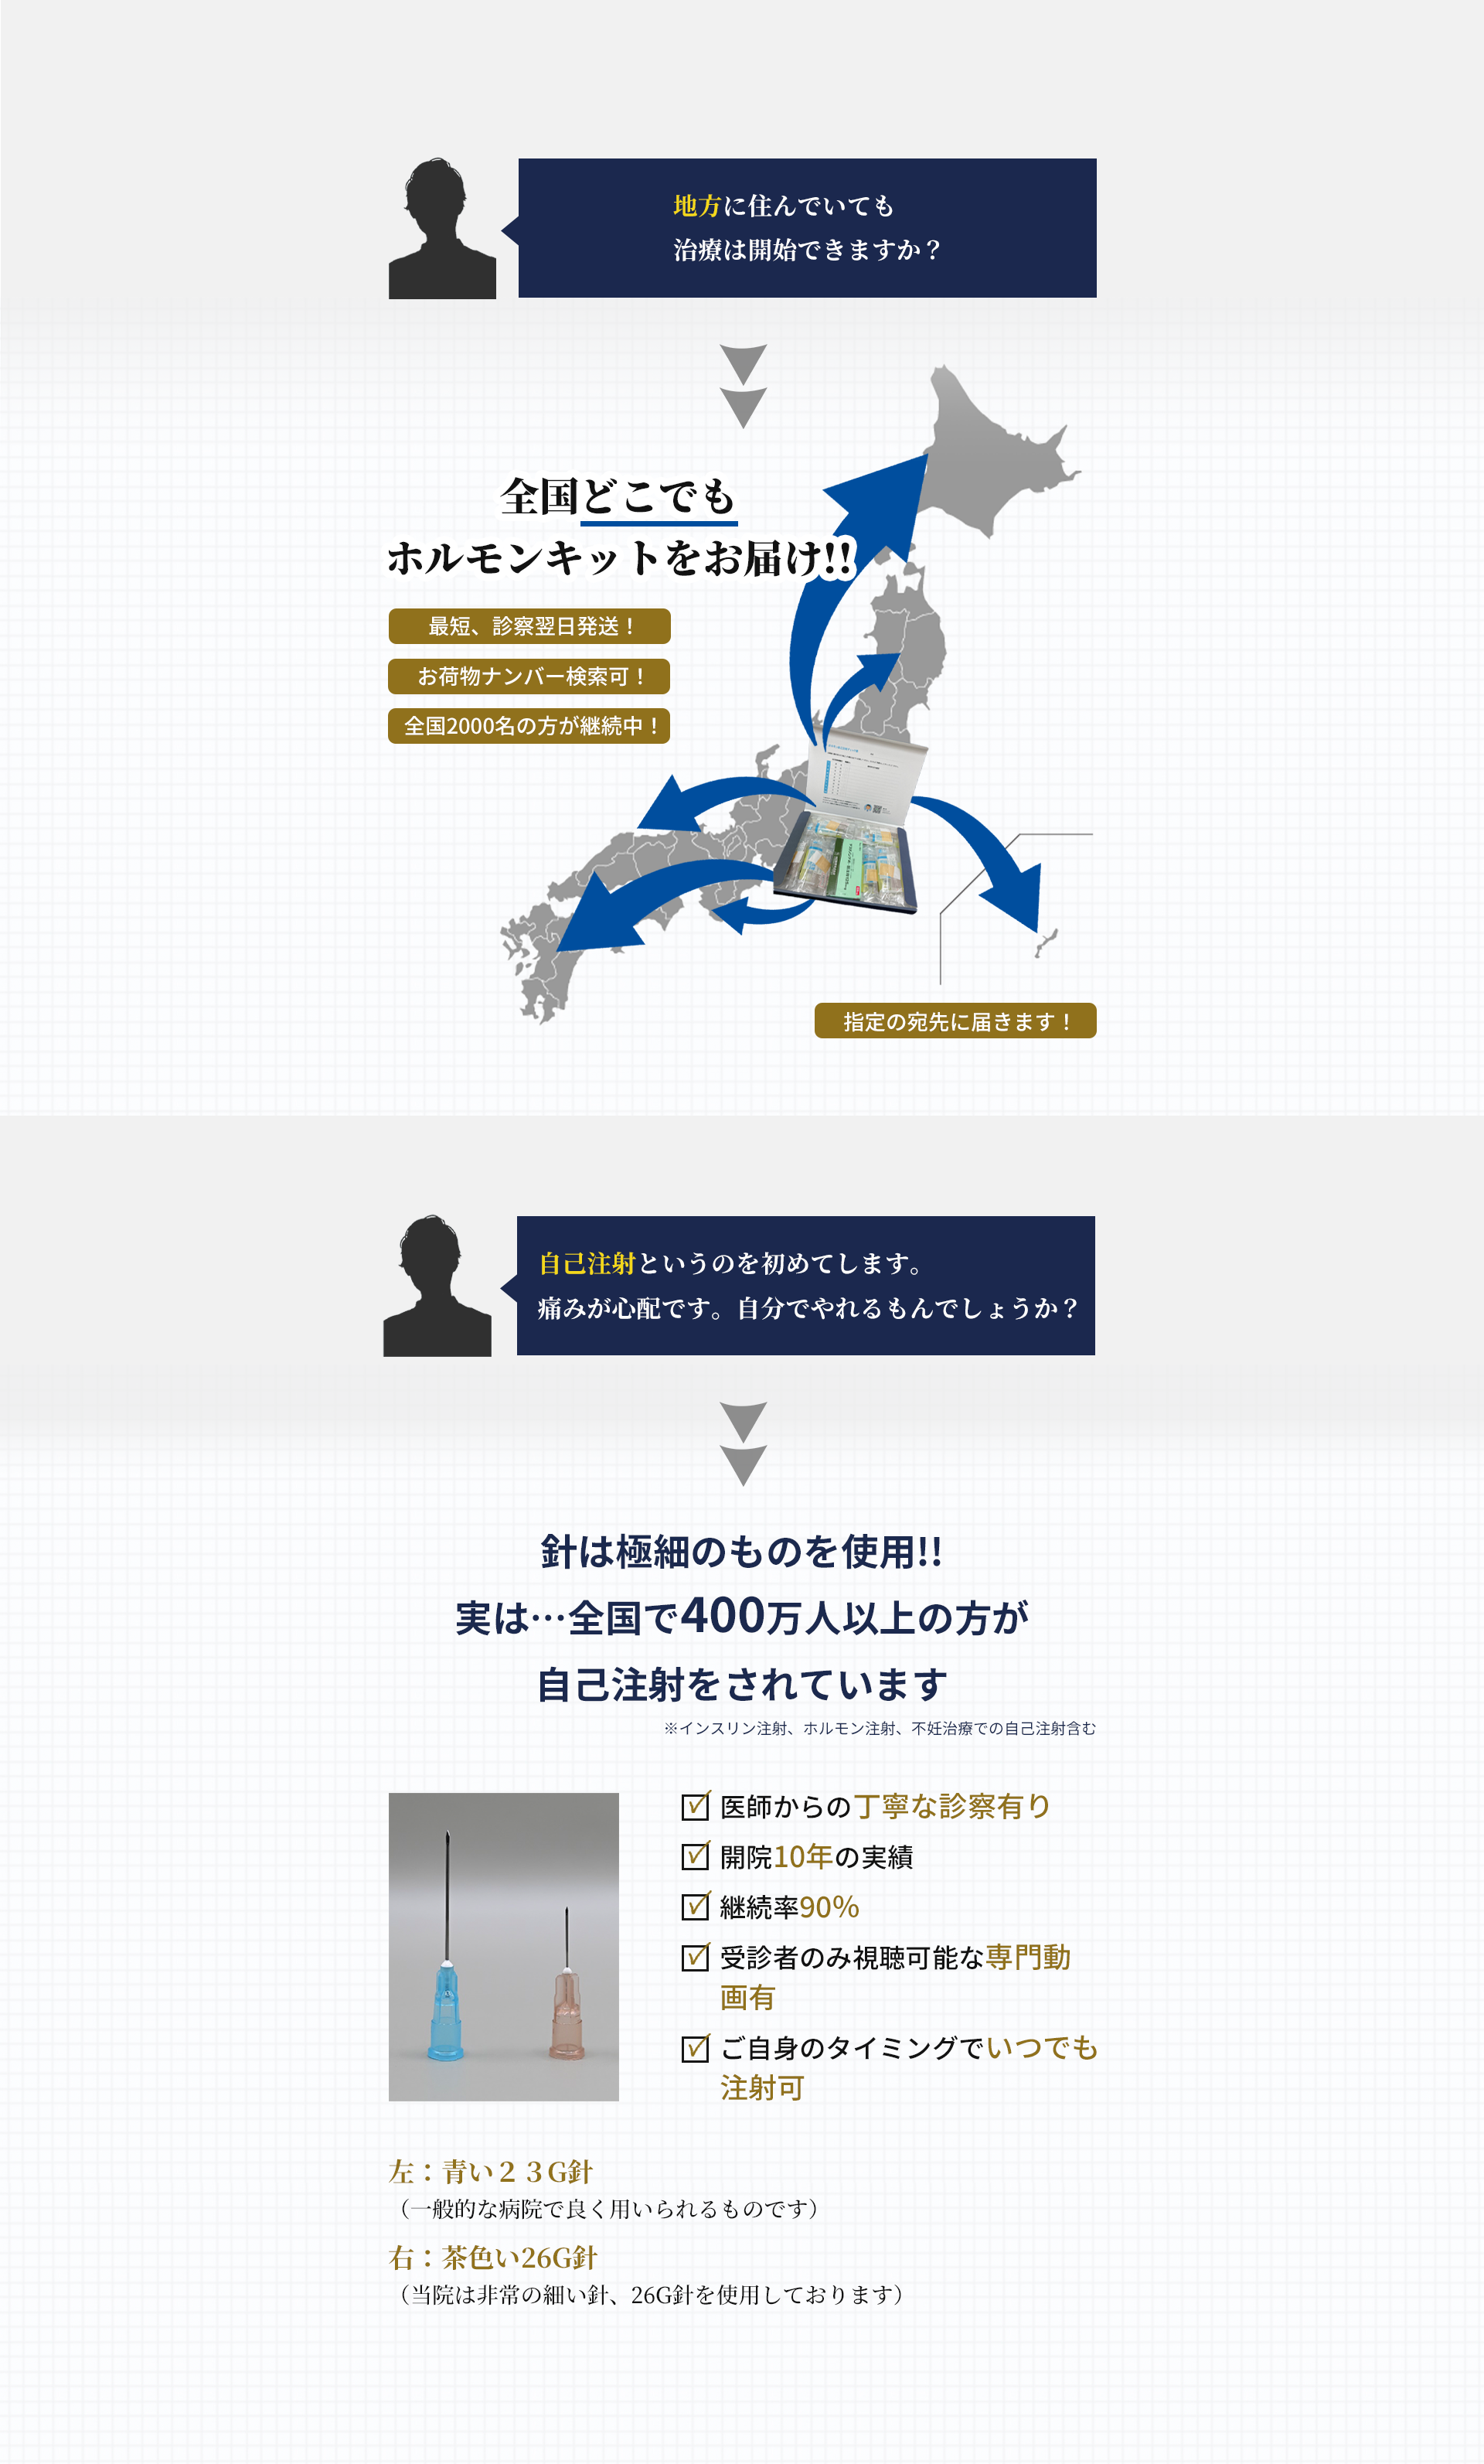 地方に住んでいても
治療は開始できますか？
全国どこでも
ホルモンキットをお届け!!
最短、診察翌日発送！
お荷物ナンバー検索可！
全国2000名の方が継続中！
指定の宛先に届きます！
自己注射というのを初めてします。
痛みが心配です。自分でやれるもんでしょうか？
針は極細のものを使用!!
実は…全国で400万人以上の方が
自己注射をされています
※インスリン注射、ホルモン注射、不妊治療での自己注射含む
医師からの丁寧な診察有り
開院10年の実績
継続率90%
受診者のみ視聴可能な専門動
画有
ご自身のタイミングでいつでも
注射可
左：青い２３G針
（一般的な病院で良く用いられるものです）
右：茶色い26G針
（当院は非常の細い針、26G針を使用しております）